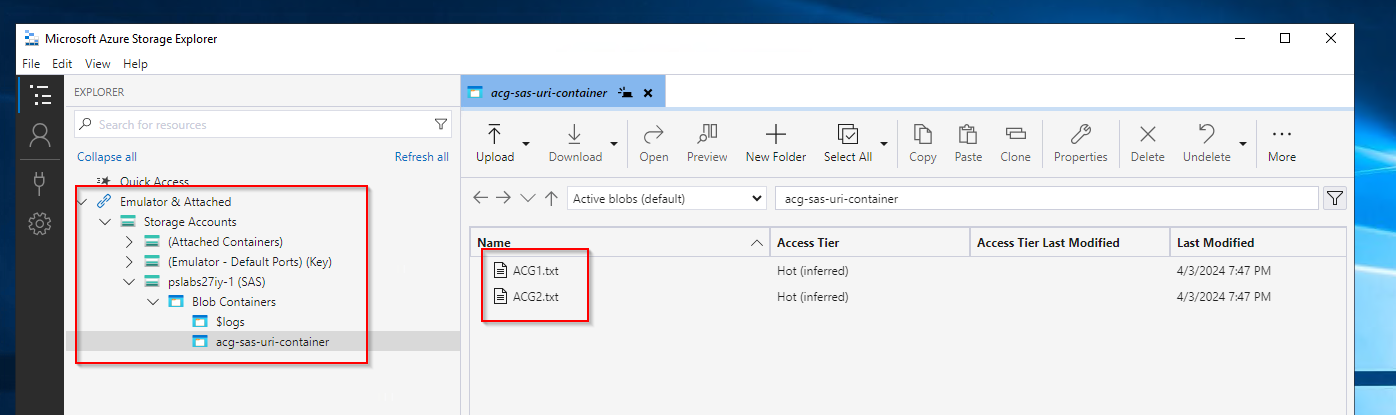 Microsoft Azure Storage Explorer
File Edit View Help
EXPLORER
Search for resources
Collapse all Refresh all
Quick Access
Emulator & Attached
Storage Accounts
(Attached Containers)
(Emulator - Default Ports) (Key)
pslabs27iy-1 (SAS)
Blob Containers
$logs
acg-sas-uri-container
acg-sas-uri-container
Upload Download Open Preview New Folder Select All Copy Paste Clone Properties Delete Undelete More
Active blobs (default) acg-sas-uri-container
Name Access Tier Access Tier Last Modified Last Modified
ACG1.txt Hot (inferred) 4/3/2024 7:47 PM
ACG2.txt Hot (inferred) 4/3/2024 7:47 PM